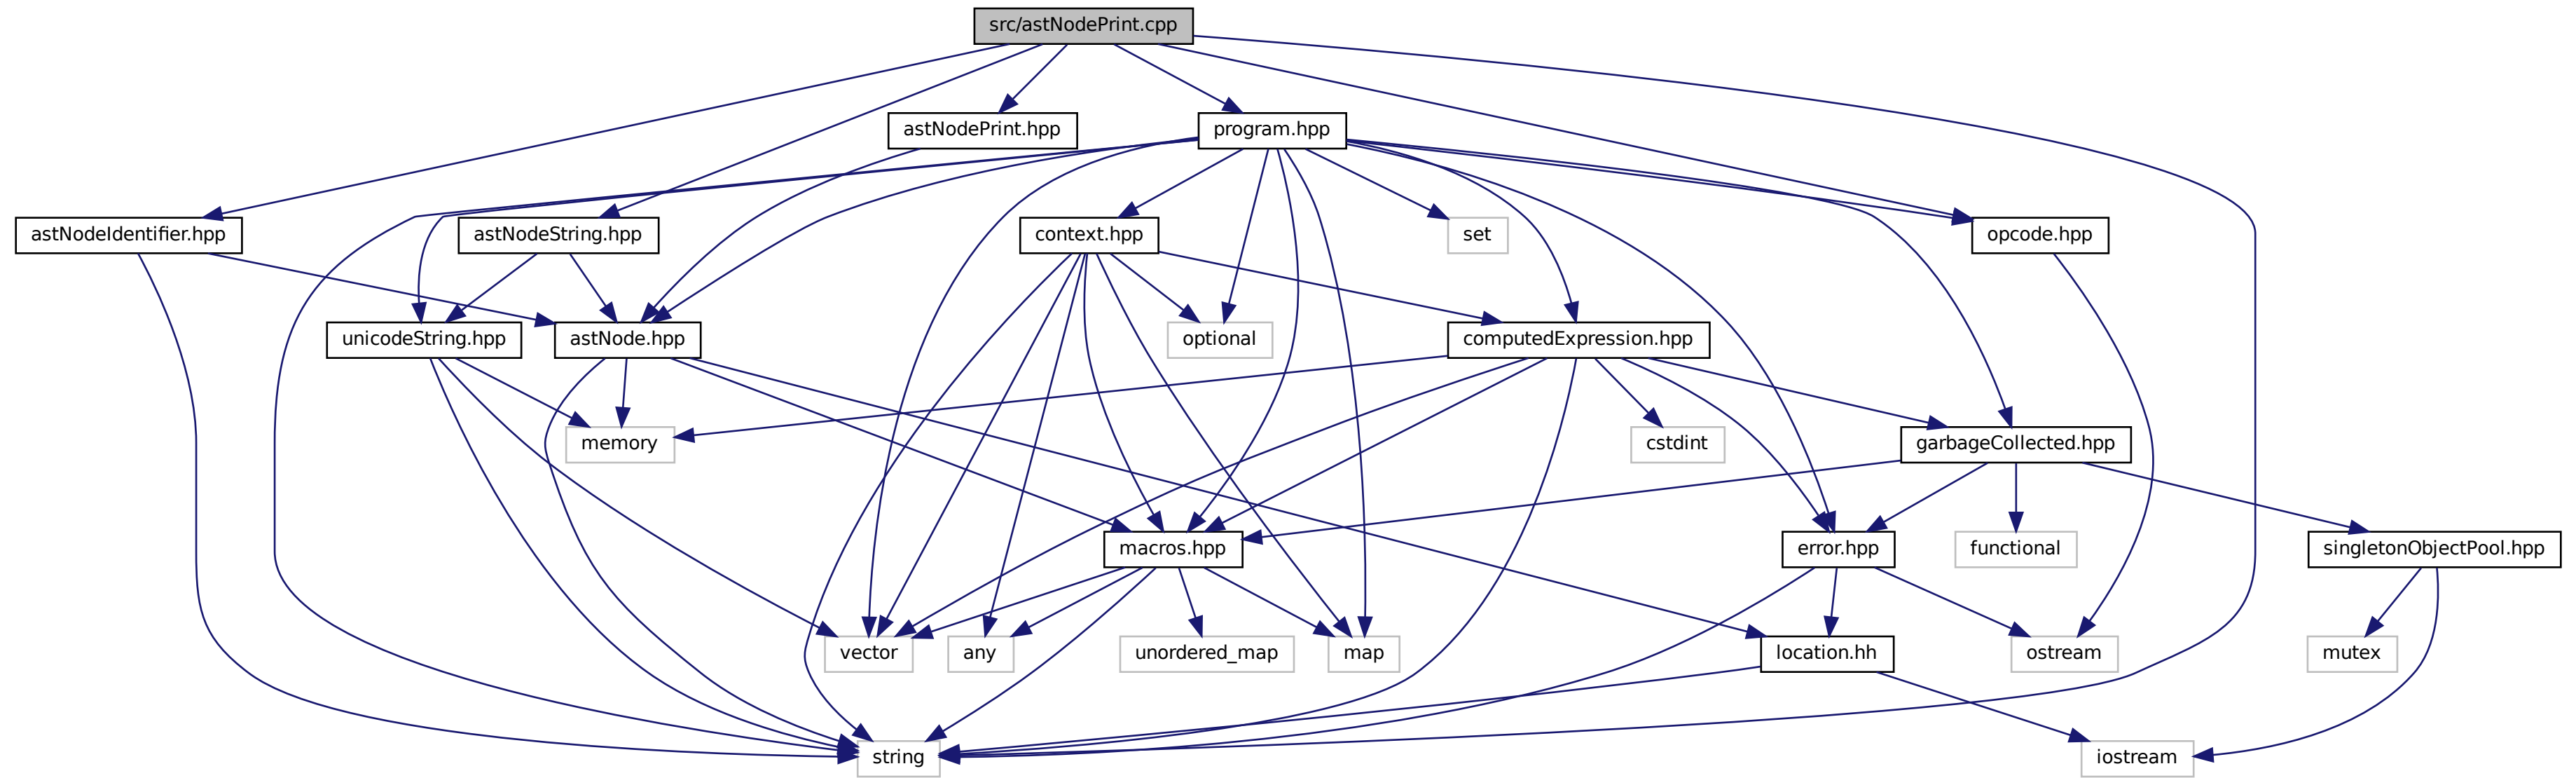 src/astNodePrint.cpp
astNodePrint.hpp
program.hpp
astNodeIdentifier.hpp
astNodeString.hpp
context.hpp
set
opcode.hpp
unicodeString.hpp
astNode.hpp
optional
computedExpression.hpp
memory
cstdint
garbageCollected.hpp
macros.hpp
error.hpp
functional
singletonObjectPool.hpp
vector
any
unordered_map
map
location.hh
ostream
mutex
string
iostream